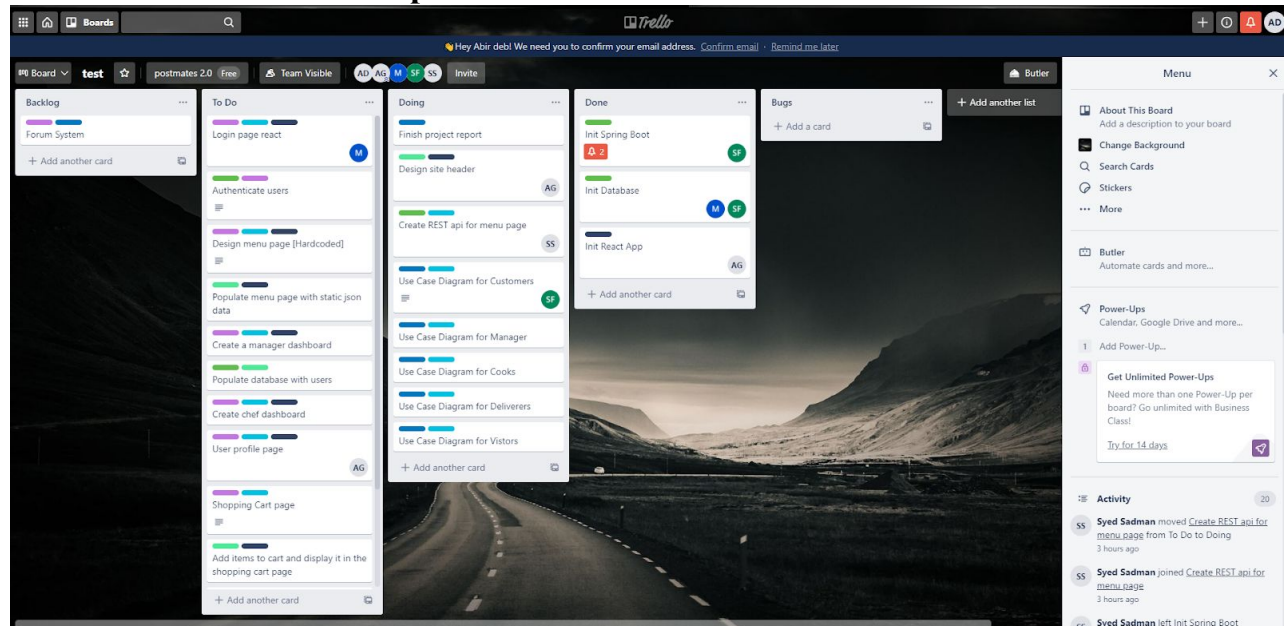 Boards
Trello
AD
Hey Abir deb! We need you to confirm your email address. Confirm email · Remind me later
Board
test
postmates 2.0 Free
Team Visible
AD AG M SF SS
Invite
Butler
Backlog
Forum System
+ Add another card
To Do
Login page react
M
Authenticate users
Design menu page [Hardcoded]
Populate menu page with static json
data
Create a manager dashboard
Populate database with users
Create chef dashboard
User profile page
AG
Shopping Cart page
Add items to cart and display it in the
shopping cart page
+ Add another card
Doing
Finish project report
Design site header
AG
Create REST api for menu page
SS
Use Case Diagram for Customers
SF
Use Case Diagram for Manager
Use Case Diagram for Cooks
Use Case Diagram for Deliverers
Use Case Diagram for Vistors
+ Add another card
Done
Init Spring Boot
2
SF
Init Database
M SF
Init React App
AG
+ Add another card
Bugs
+ Add a card
+ Add another list
Menu
About This Board
Add a description to your board
Change Background
Search Cards
Stickers
More
Butler
Automate cards and more...
Power-Ups
Calendar, Google Drive and more...
1 Add Power-Up...
Get Unlimited Power-Ups
Need more than one Power-Up per
board? Go unlimited with Business
Class!
Try for 14 days
Activity
20
SS
Syed Sadman moved Create REST api for
menu page from To Do to Doing
3 hours ago
SS
Syed Sadman joined Create REST api for
menu page
3 hours ago
SS
Syed Sadman left Init Spring Boot